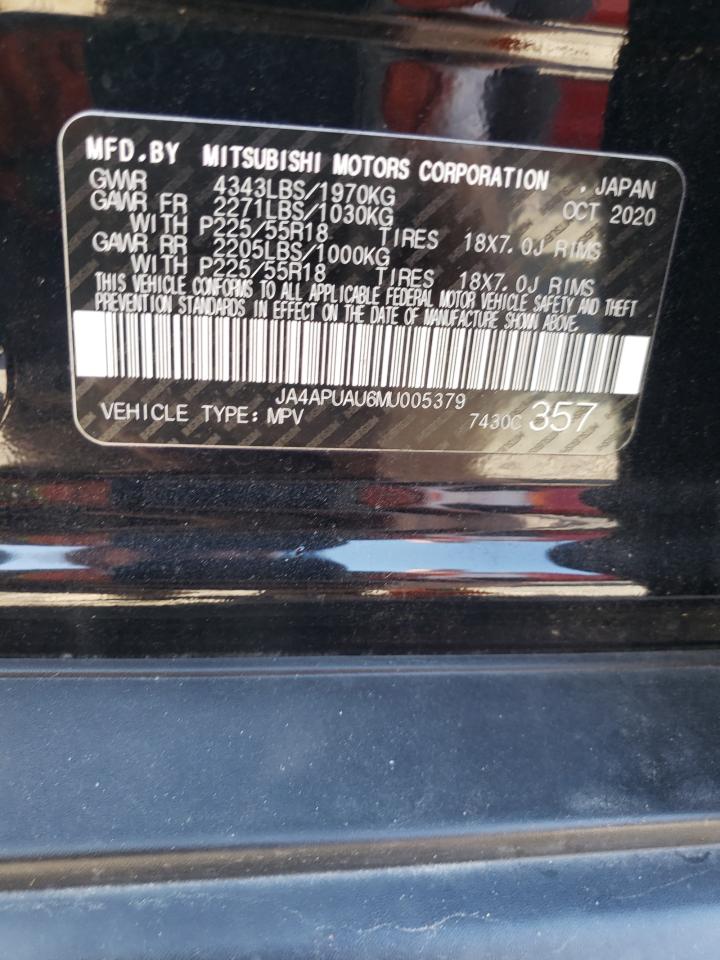 MFD.BY MITSUBISHI MOTORS CORPORATION , JAPAN
GVWR 4343LBS/1970KG OCT 2020
GAWR FR 2271LBS/1030KG
WITH P225/55R18 TIRES 18X7.0J RIMS
GAWR RR 2205LBS/1000KG
WITH P225/55R18 TIRES 18X7.0J RIMS
THIS VEHICLE CONFORMS TO ALL APPLICABLE FEDERAL MOTOR VEHICLE SAFETY AND THEFT
PREVENTION STANDARDS IN EFFECT ON THE DATE OF MANUFACTURE SHOWN ABOVE.
JA4APUAU6MU005379
VEHICLE TYPE: MPV 7430C 357